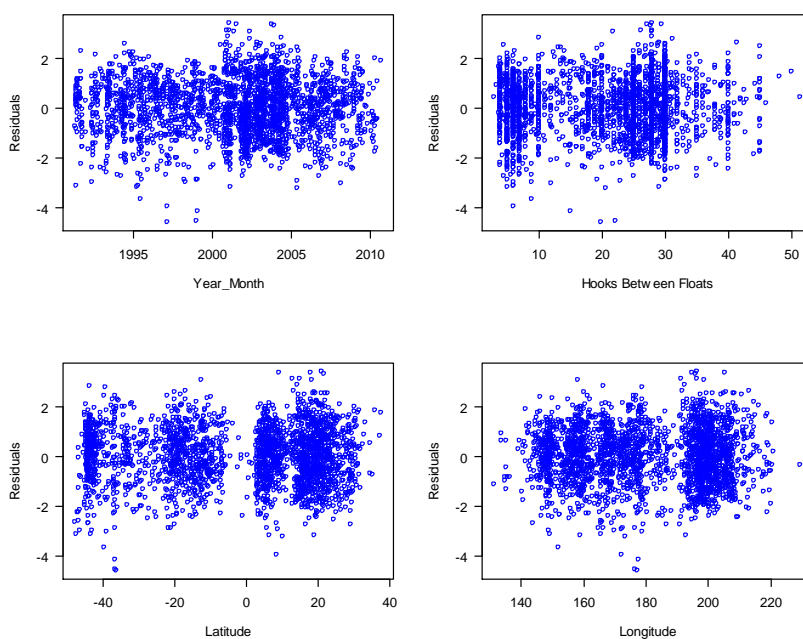 Residuals
2
0
-2
-4
1995 2000 2005 2010
Year_Month
Residuals
2
0
-2
-4
10 20 30 40 50
Hooks Between Floats
Residuals
2
0
-2
-4
-40 -20 0 20 40
Latitude
Residuals
2
0
-2
-4
140 160 180 200 220
Longitude